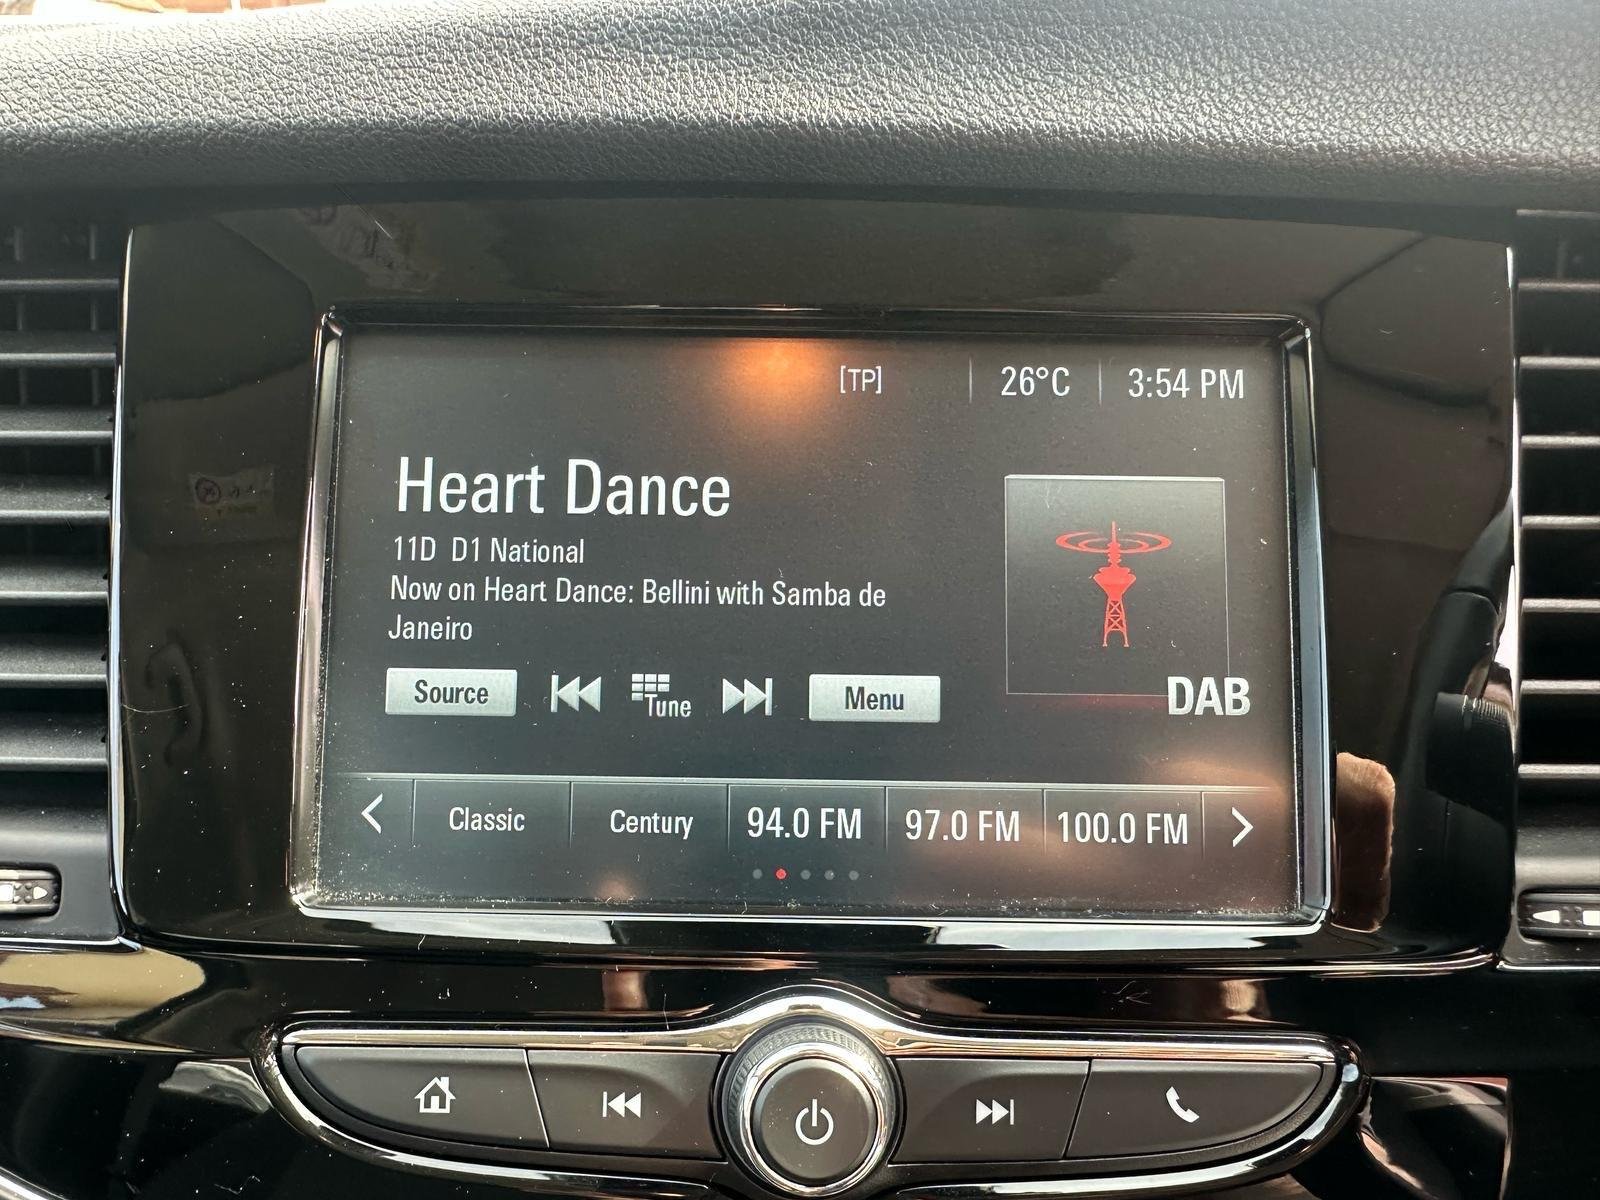 [TP] 26°C 3:54 PM
Heart Dance
11D D1 National
Now on Heart Dance: Bellini with Samba de
Janeiro
Source Tune Menu
DAB
Classic Century 94.0 FM 97.0 FM 100.0 FM